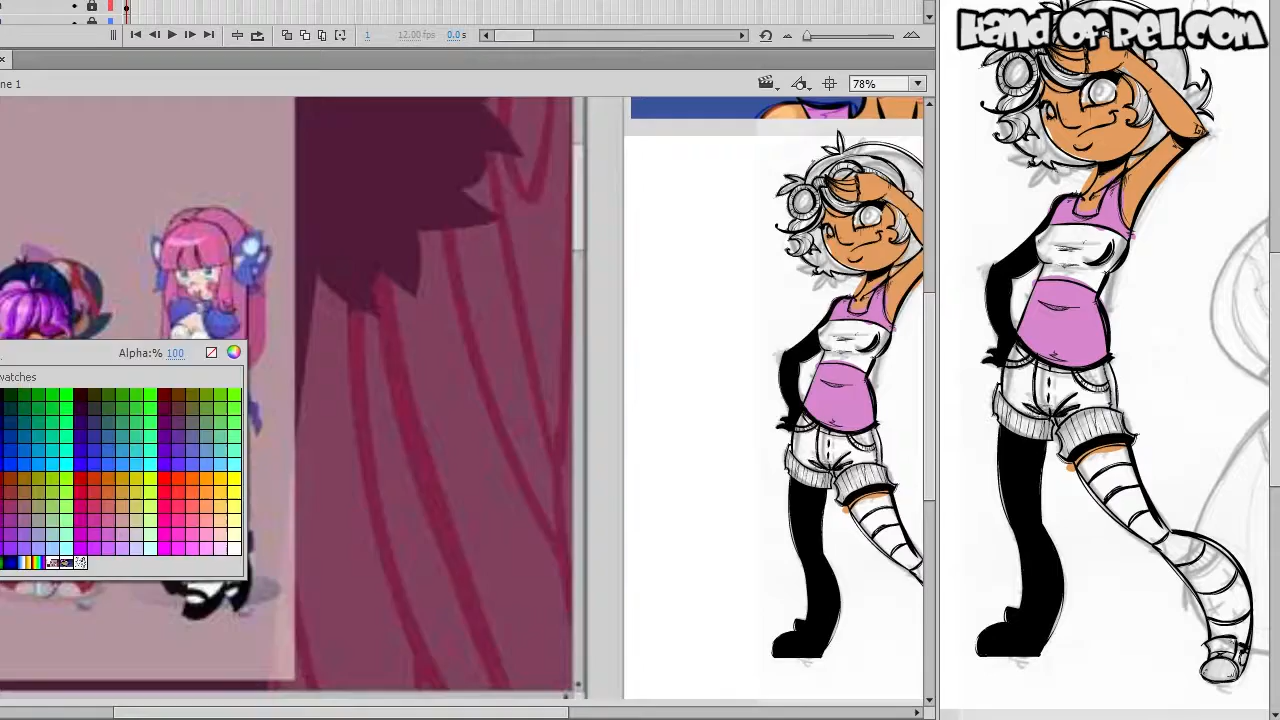 Hand of Rei.com
1 12.00 fps 0.0 s
ne 1 78%
Alpha:% 100
watches